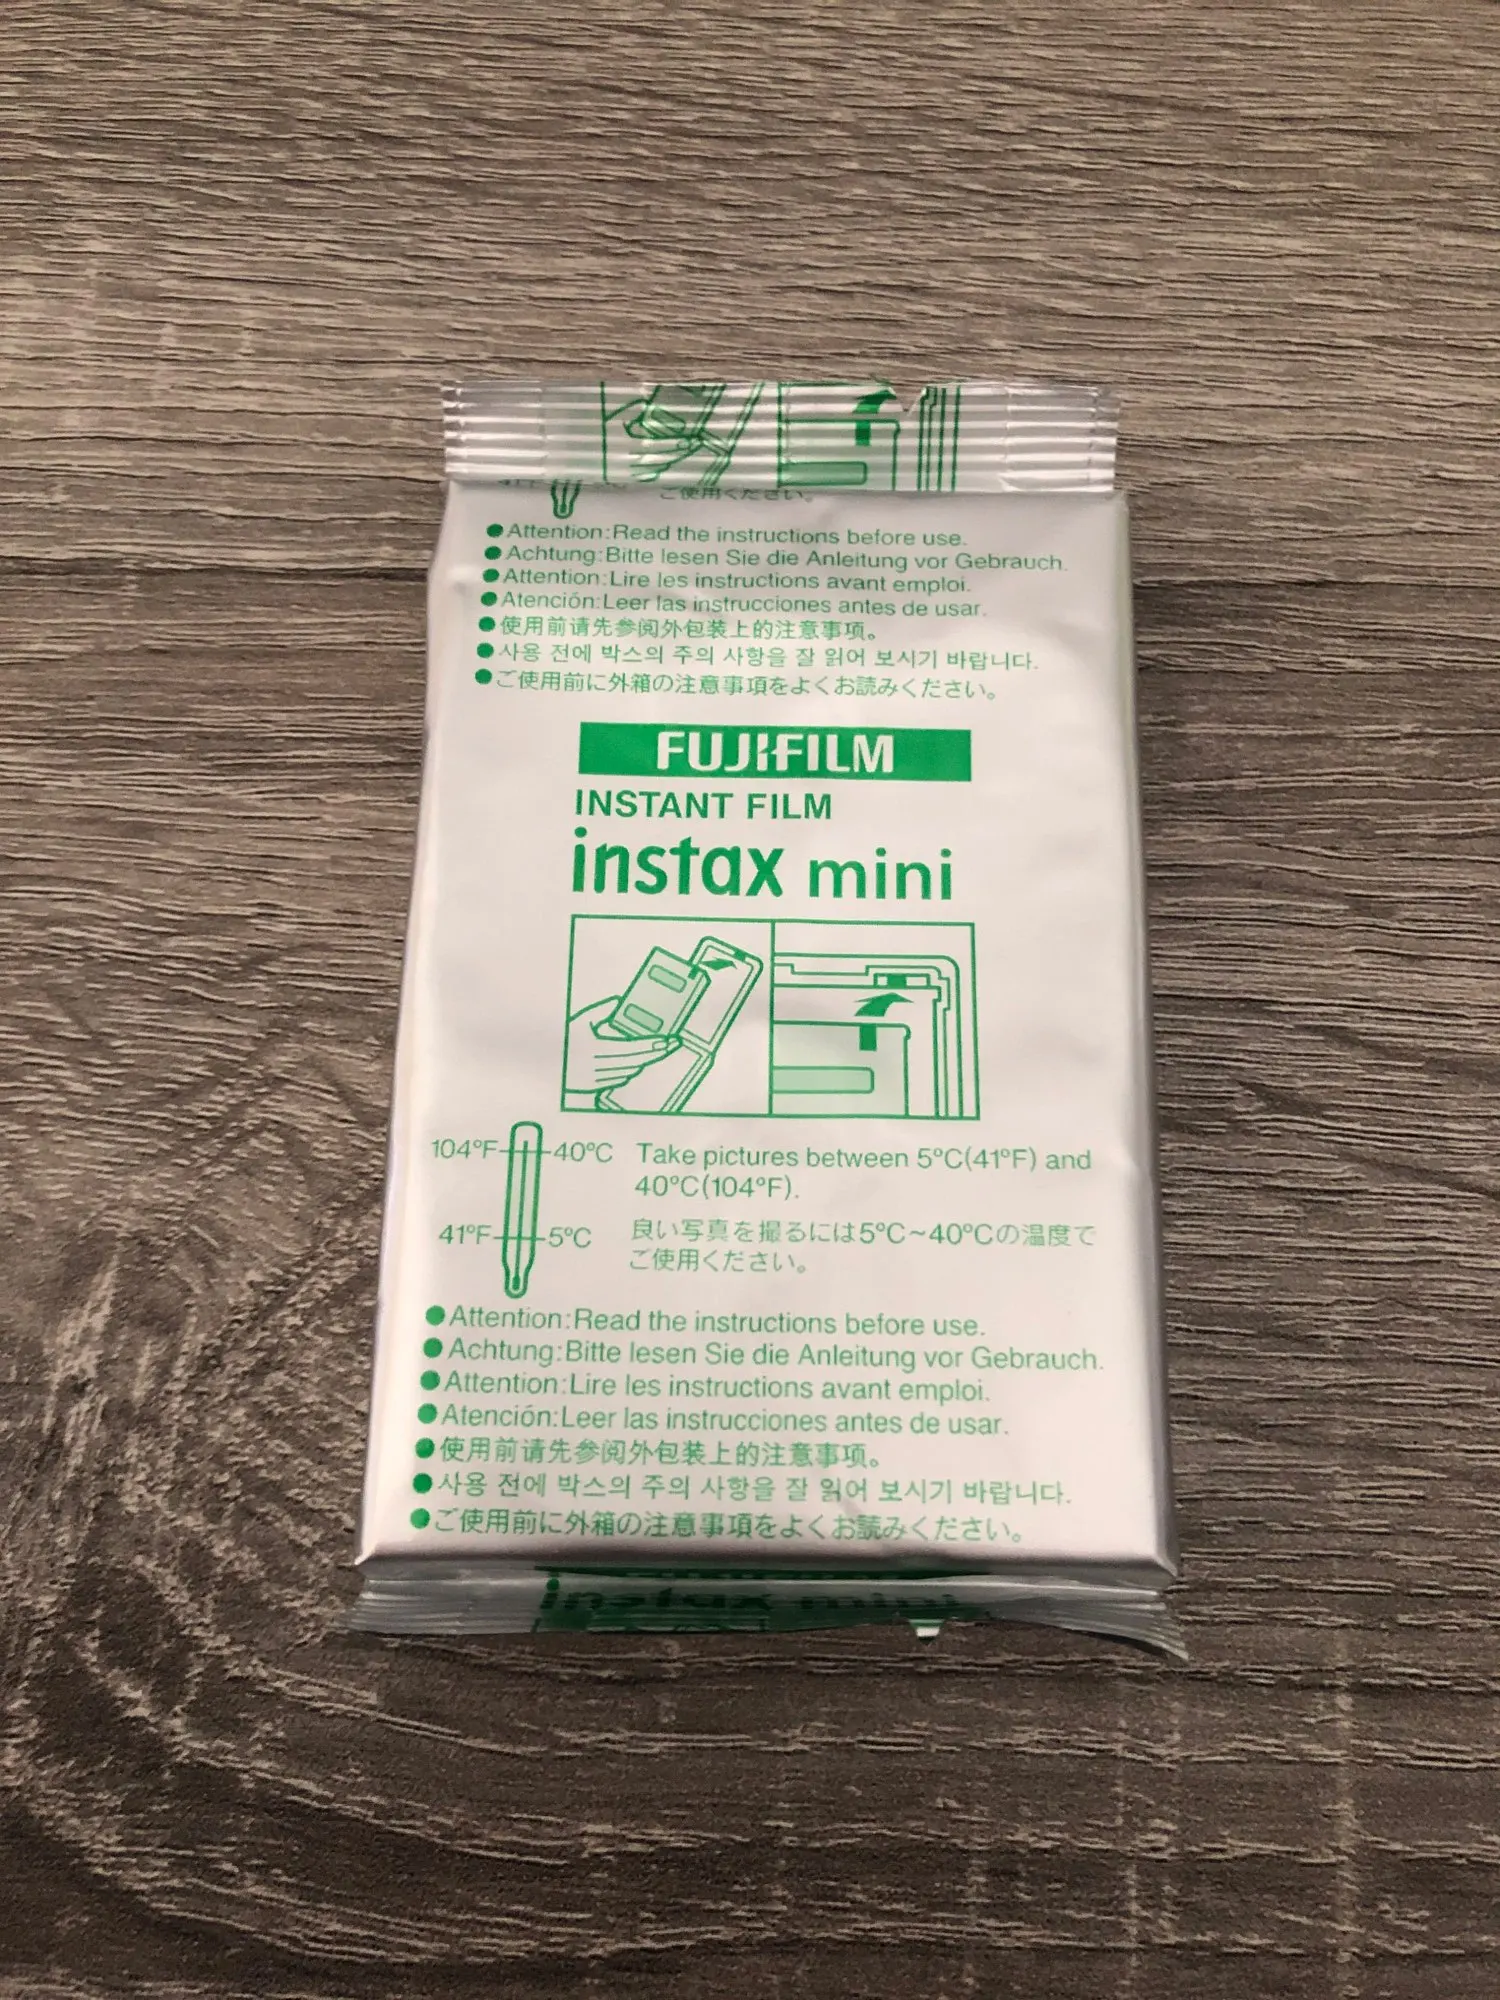 ご使用ください。
●Attention:Read the instructions before use.
●Achtung:Bitte lesen Sie die Anleitung vor Gebrauch.
●Attention:Lire les instructions avant emploi.
●Atención:Leer las instrucciones antes de usar.
●使用前请先参阅外包装上的注意事项。
●사용 전에 박스의 주의 사항을 잘 읽어 보시기 바랍니다.
●ご使用前に外箱の注意事項をよくお読みください。
FUJIFILM
INSTANT FILM
instax mini
104°F 40°C
41°F 5°C
Take pictures between 5°C(41°F) and
40°C(104°F).
良い写真を撮るには5°C~40°Cの温度で
ご使用ください。
●Attention:Read the instructions before use.
●Achtung:Bitte lesen Sie die Anleitung vor Gebrauch.
●Attention:Lire les instructions avant emploi.
●Atención:Leer las instrucciones antes de usar.
●使用前请先参阅外包装上的注意事项。
●사용 전에 박스의 주의 사항을 잘 읽어 보시기 바랍니다.
●ご使用前に外箱の注意事項をよくお読みください。
instax mini